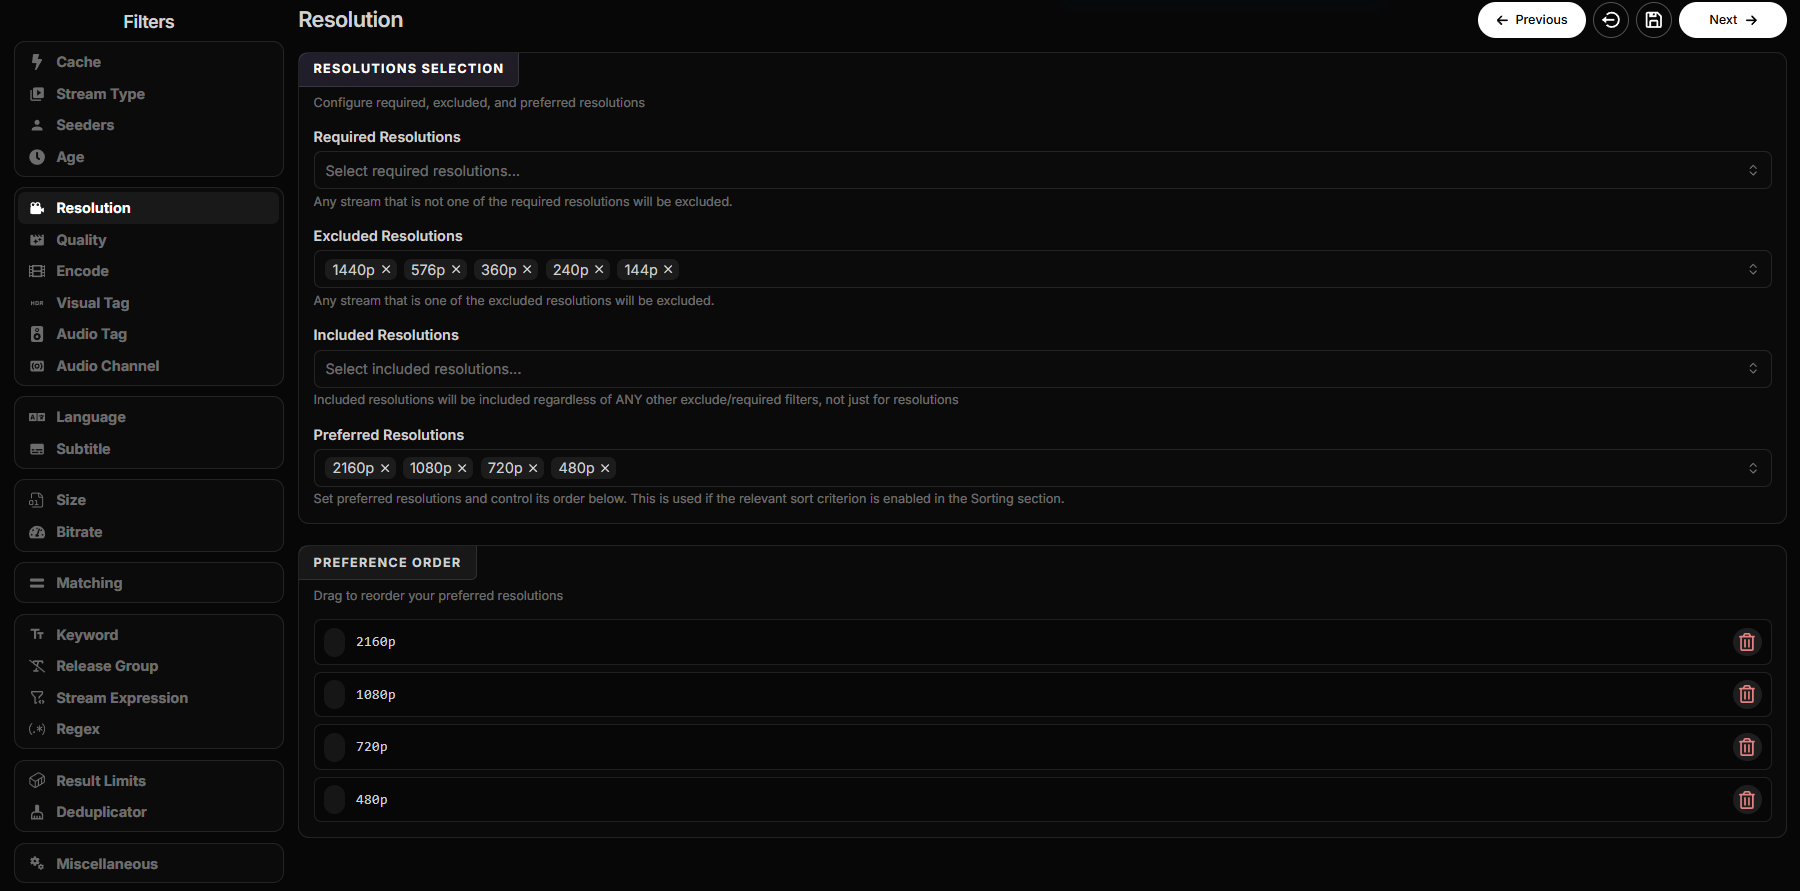 Filters
Cache
Stream Type
Seeders
Age
Resolution
Quality
Encode
HDR Visual Tag
Audio Tag
Audio Channel
Language
Subtitle
Size
Bitrate
Matching
Keyword
Release Group
Stream Expression
(.*) Regex
Result Limits
Deduplicator
Miscellaneous
Resolution
← Previous
Next →
RESOLUTIONS SELECTION
Configure required, excluded, and preferred resolutions
Required Resolutions
Select required resolutions...
Any stream that is not one of the required resolutions will be excluded.
Excluded Resolutions
1440p × 576p × 360p × 240p × 144p ×
Any stream that is one of the excluded resolutions will be excluded.
Included Resolutions
Select included resolutions...
Included resolutions will be included regardless of ANY other exclude/required filters, not just for resolutions
Preferred Resolutions
2160p × 1080p × 720p × 480p ×
Set preferred resolutions and control its order below. This is used if the relevant sort criterion is enabled in the Sorting section.
PREFERENCE ORDER
Drag to reorder your preferred resolutions
2160p
1080p
720p
480p